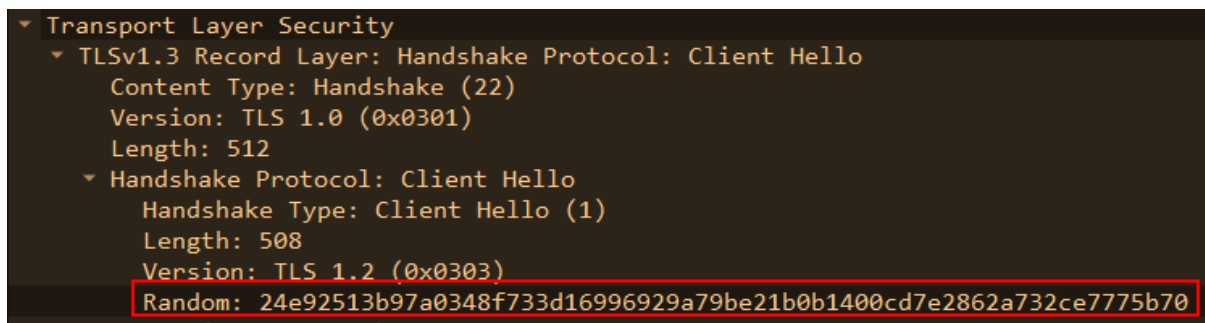 Transport Layer Security
TLSv1.3 Record Layer: Handshake Protocol: Client Hello
Content Type: Handshake (22)
Version: TLS 1.0 (0x0301)
Length: 512
Handshake Protocol: Client Hello
Handshake Type: Client Hello (1)
Length: 508
Version: TLS 1.2 (0x0303)
Random: 24e92513b97a0348f733d16996929a79be21b0b1400cd7e2862a732ce7775b70